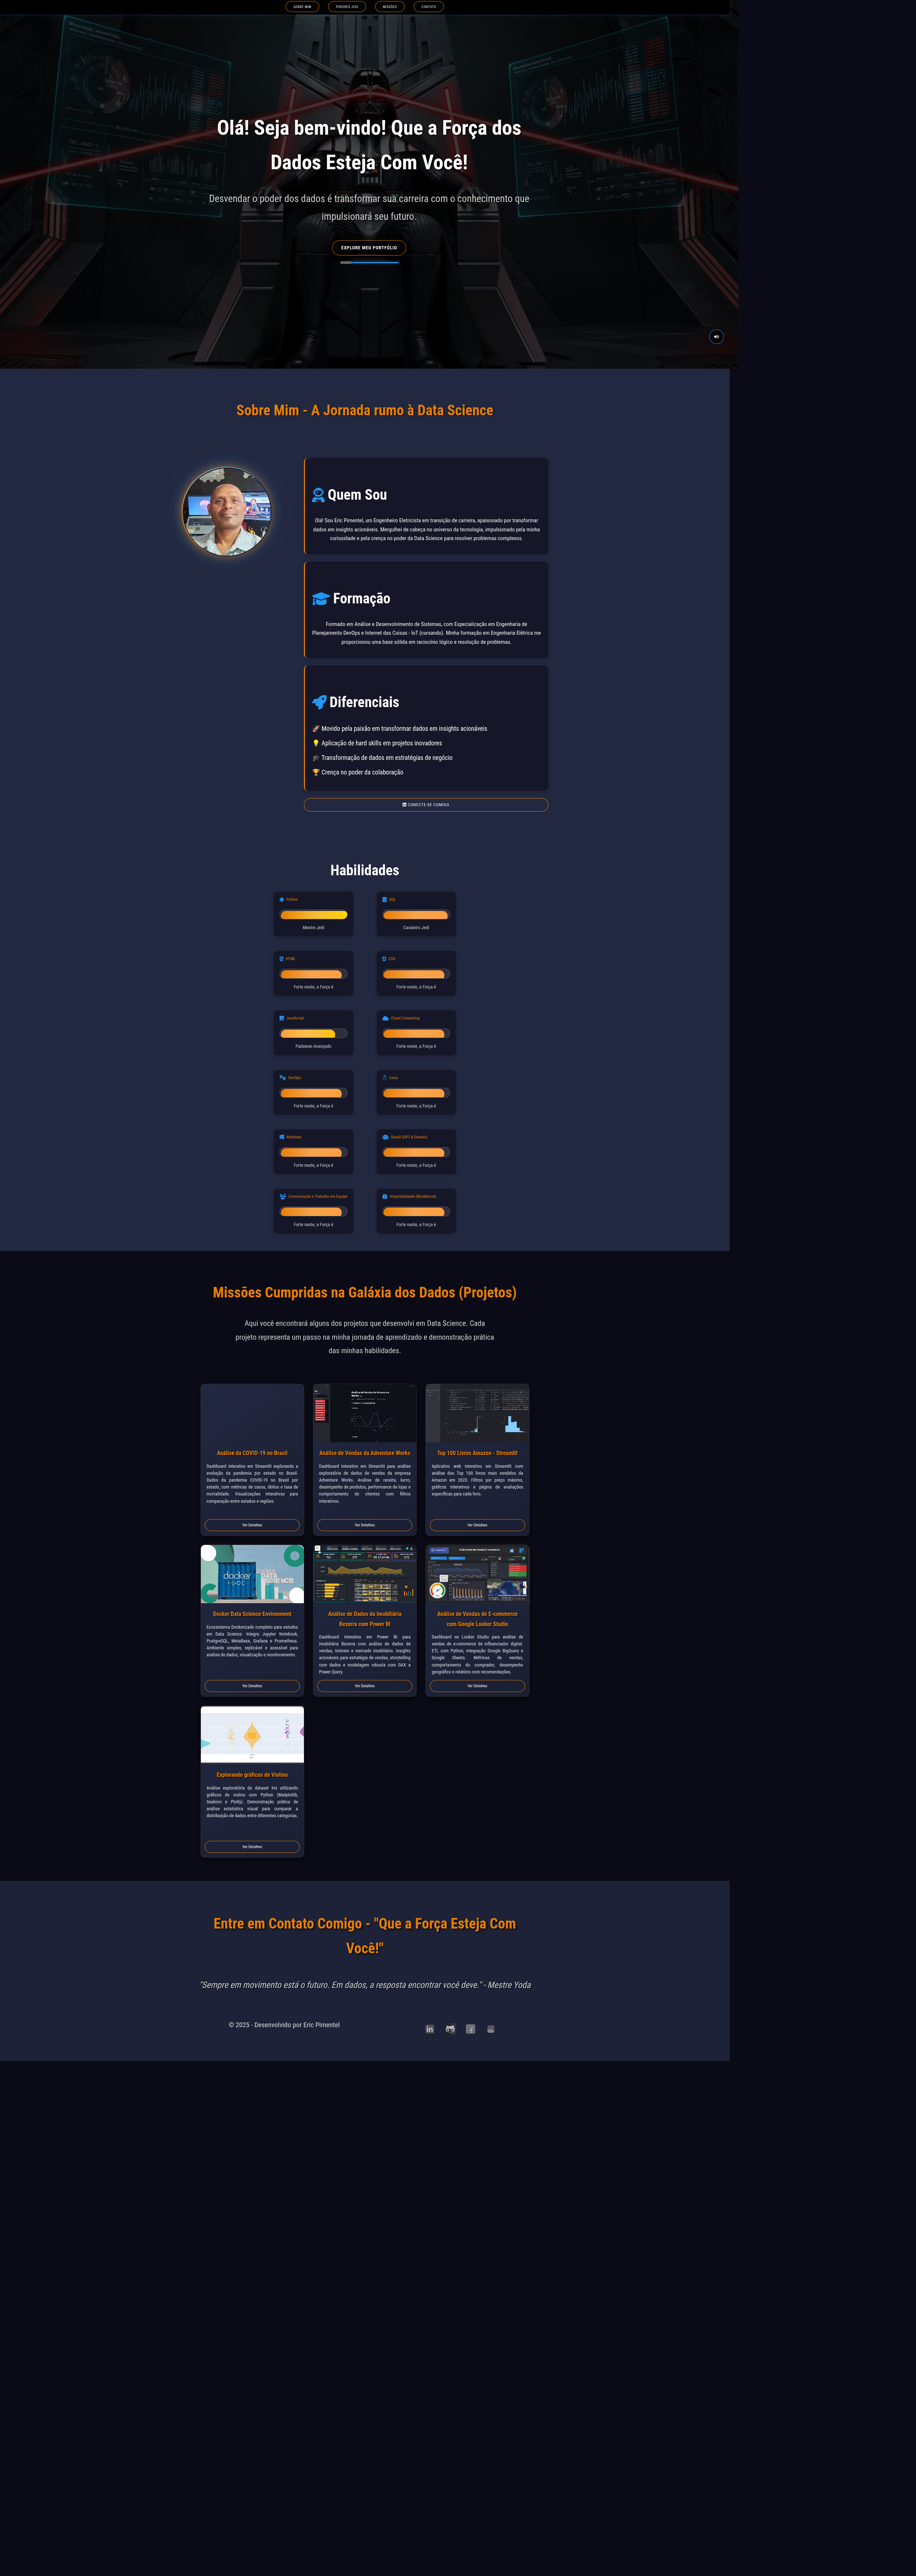 SOBRE MIM
PODERES JEDI
MISSÕES
CONTATO
Olá! Seja bem-vindo! Que a Força dos
Dados Esteja Com Você!
Desvendar o poder dos dados é transformar sua carreira com o conhecimento que
impulsionará seu futuro.
EXPLORE MEU PORTFÓLIO
Sobre Mim - A Jornada rumo à Data Science
Quem Sou
Olá! Sou Eric Pimentel, um Engenheiro Eletricista em transição de carreira, apaixonado por transformar
dados em insights acionáveis. Mergulhei de cabeça no universo da tecnologia, impulsionado pela minha
curiosidade e pela crença no poder da Data Science para resolver problemas complexos.
Formação
Formado em Análise e Desenvolvimento de Sistemas, com Especialização em Engenharia de
Planejamento DevOps e Internet das Coisas - IoT (cursando). Minha formação em Engenharia Elétrica me
proporcionou uma base sólida em raciocínio lógico e resolução de problemas.
Diferenciais
🚀 Movido pela paixão em transformar dados em insights acionáveis
💡 Aplicação de hard skills em projetos inovadores
🎓 Transformação de dados em estratégias de negócio
🏆 Crença no poder da colaboração
CONECTE-SE COMIGO
Habilidades
Python
Mestre Jedi
SQL
Cavaleiro Jedi
HTML
Forte neste, a Força é
CSS
Forte neste, a Força é
JavaScript
Padawan Avançado
Cloud Computing
Forte neste, a Força é
DevOps
Forte neste, a Força é
Linux
Forte neste, a Força é
Windows
Forte neste, a Força é
GenAI (GPT & Gemini)
Forte neste, a Força é
Comunicação e Trabalho em Equipe
Forte neste, a Força é
Adaptabilidade (Resiliência)
Forte neste, a Força é
Missões Cumpridas na Galáxia dos Dados (Projetos)
Aqui você encontrará alguns dos projetos que desenvolvi em Data Science. Cada
projeto representa um passo na minha jornada de aprendizado e demonstração prática
das minhas habilidades.
Análise da COVID-19 no Brasil
Dashboard interativo em Streamlit explorando a
evolução da pandemia por estado no Brasil.
Dados da pandemia COVID-19 no Brasil por
estado, com métricas de casos, óbitos e taxa de
mortalidade. Visualizações interativas para
comparação entre estados e regiões.
Ver Detalhes
Análise de Vendas da Adventure Works
Dashboard interativo em Streamlit para análise
exploratória de dados de vendas da empresa
Adventure Works. Análise de receita, lucro,
desempenho de produtos, performance de lojas e
comportamento de clientes com filtros
interativos.
Ver Detalhes
Top 100 Livros Amazon - Streamlit
Aplicativo web interativo em Streamlit com
análise dos Top 100 livros mais vendidos da
Amazon em 2023. Filtros por preço máximo,
gráficos interativos e página de avaliações
específicas para cada livro.
Ver Detalhes
docker
DATA
SCIENCE
Docker Data Science Environment
Ecossistema Dockerizado completo para estudos
em Data Science. Integra Jupyter Notebook,
PostgreSQL, MetaBase, Grafana e Prometheus.
Ambiente simples, replicável e acessível para
análise de dados, visualização e monitoramento.
Ver Detalhes
Análise de Dados da Imobiliária
Bezerra com Power BI
Dashboard interativo em Power BI para
Imobiliária Bezerra com análise de dados de
vendas, imóveis e mercado imobiliário. Insights
acionáveis para estratégia de vendas, storytelling
com dados e modelagem robusta com DAX e
Power Query.
Ver Detalhes
Análise de Vendas de E-commerce
com Google Looker Studio
Dashboard no Looker Studio para análise de
vendas de e-commerce de influenciador digital.
ETL com Python, integração Google BigQuery e
Google Sheets. Métricas de vendas,
comportamento do comprador, desempenho
geográfico e relatório com recomendações.
Ver Detalhes
Explorando gráficos de Violino
Análise exploratória do dataset Iris utilizando
gráficos de violino com Python (Matplotlib,
Seaborn e Plotly). Demonstração prática de
análise estatística visual para comparar a
distribuição de dados entre diferentes categorias.
Ver Detalhes
Entre em Contato Comigo - "Que a Força Esteja Com
Você!"
"Sempre em movimento está o futuro. Em dados, a resposta encontrar você deve." - Mestre Yoda
© 2025 - Desenvolvido por Eric Pimentel